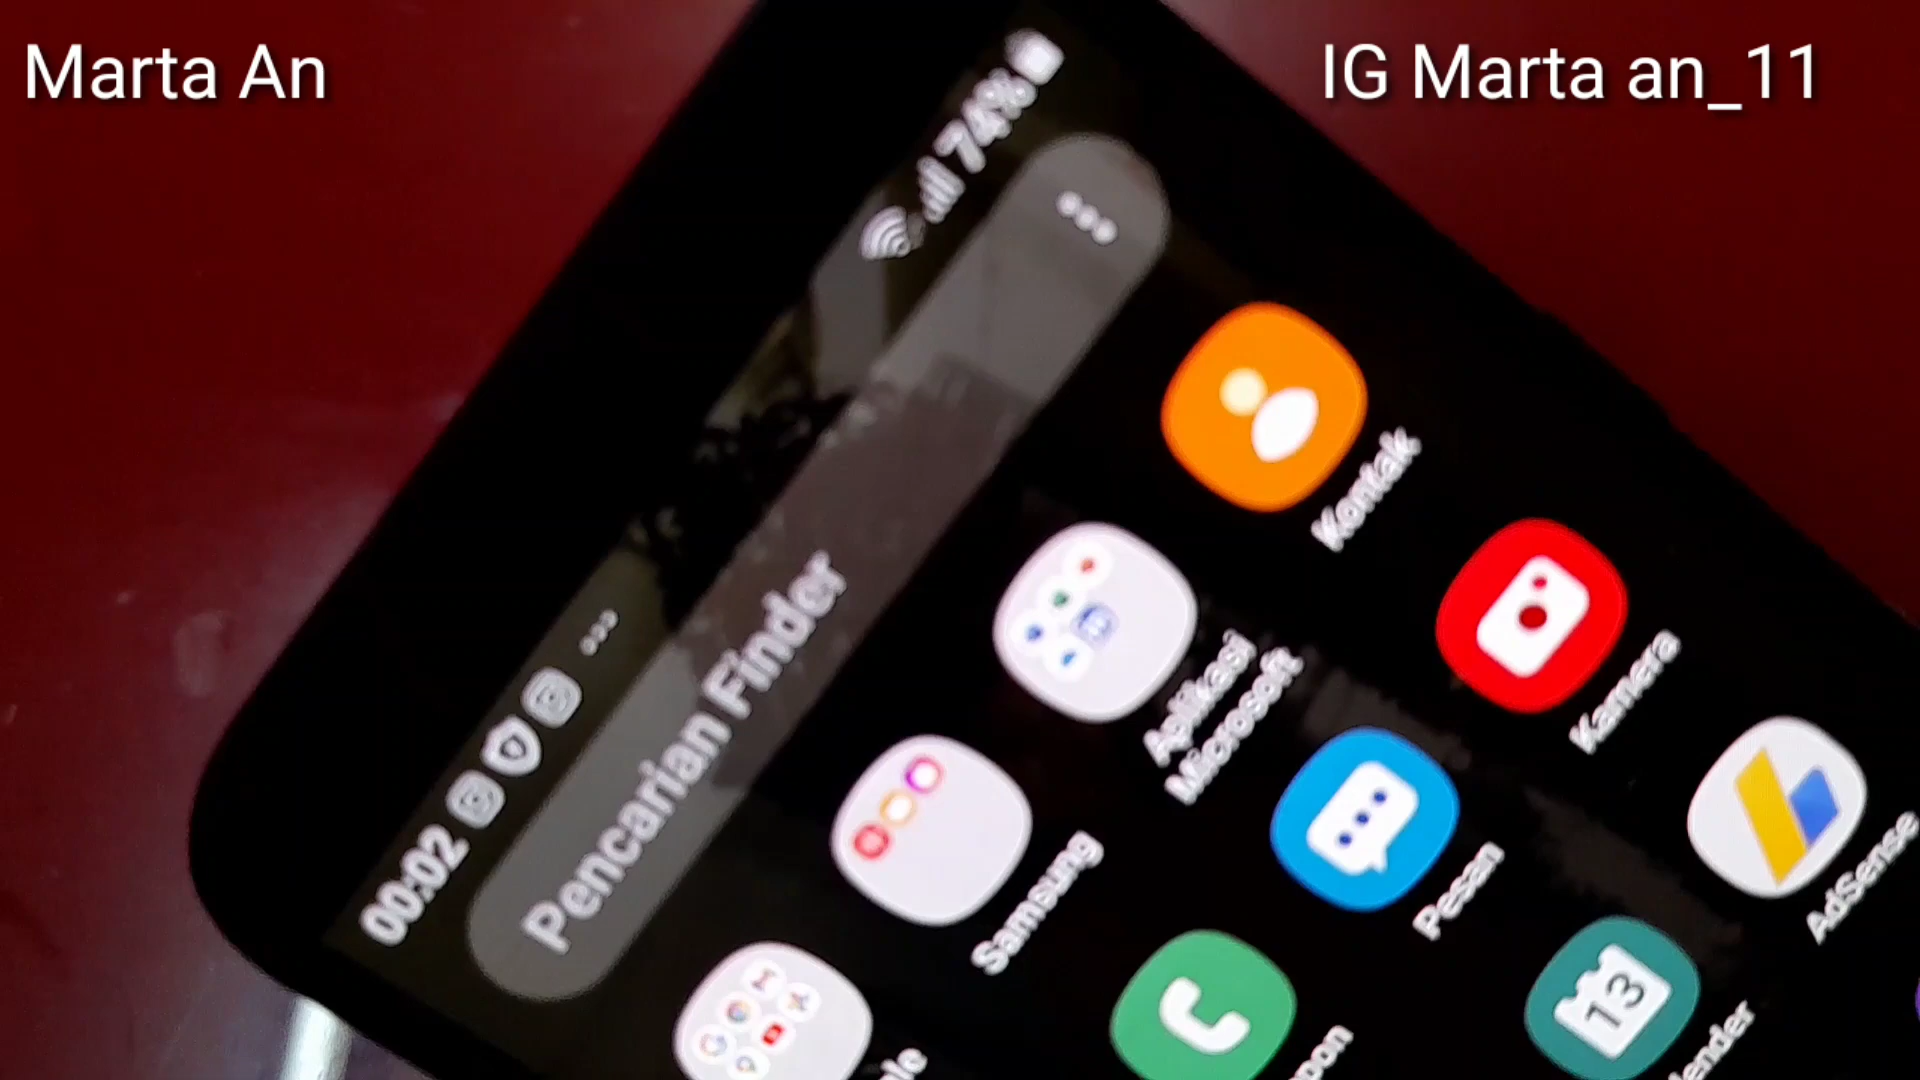 Marta An
IG Marta an_11
00:02
74%
Pencarian Finder
Kontak
Aplikasi
Microsoft
Kamera
Samsung
Pesan
AdSense
13